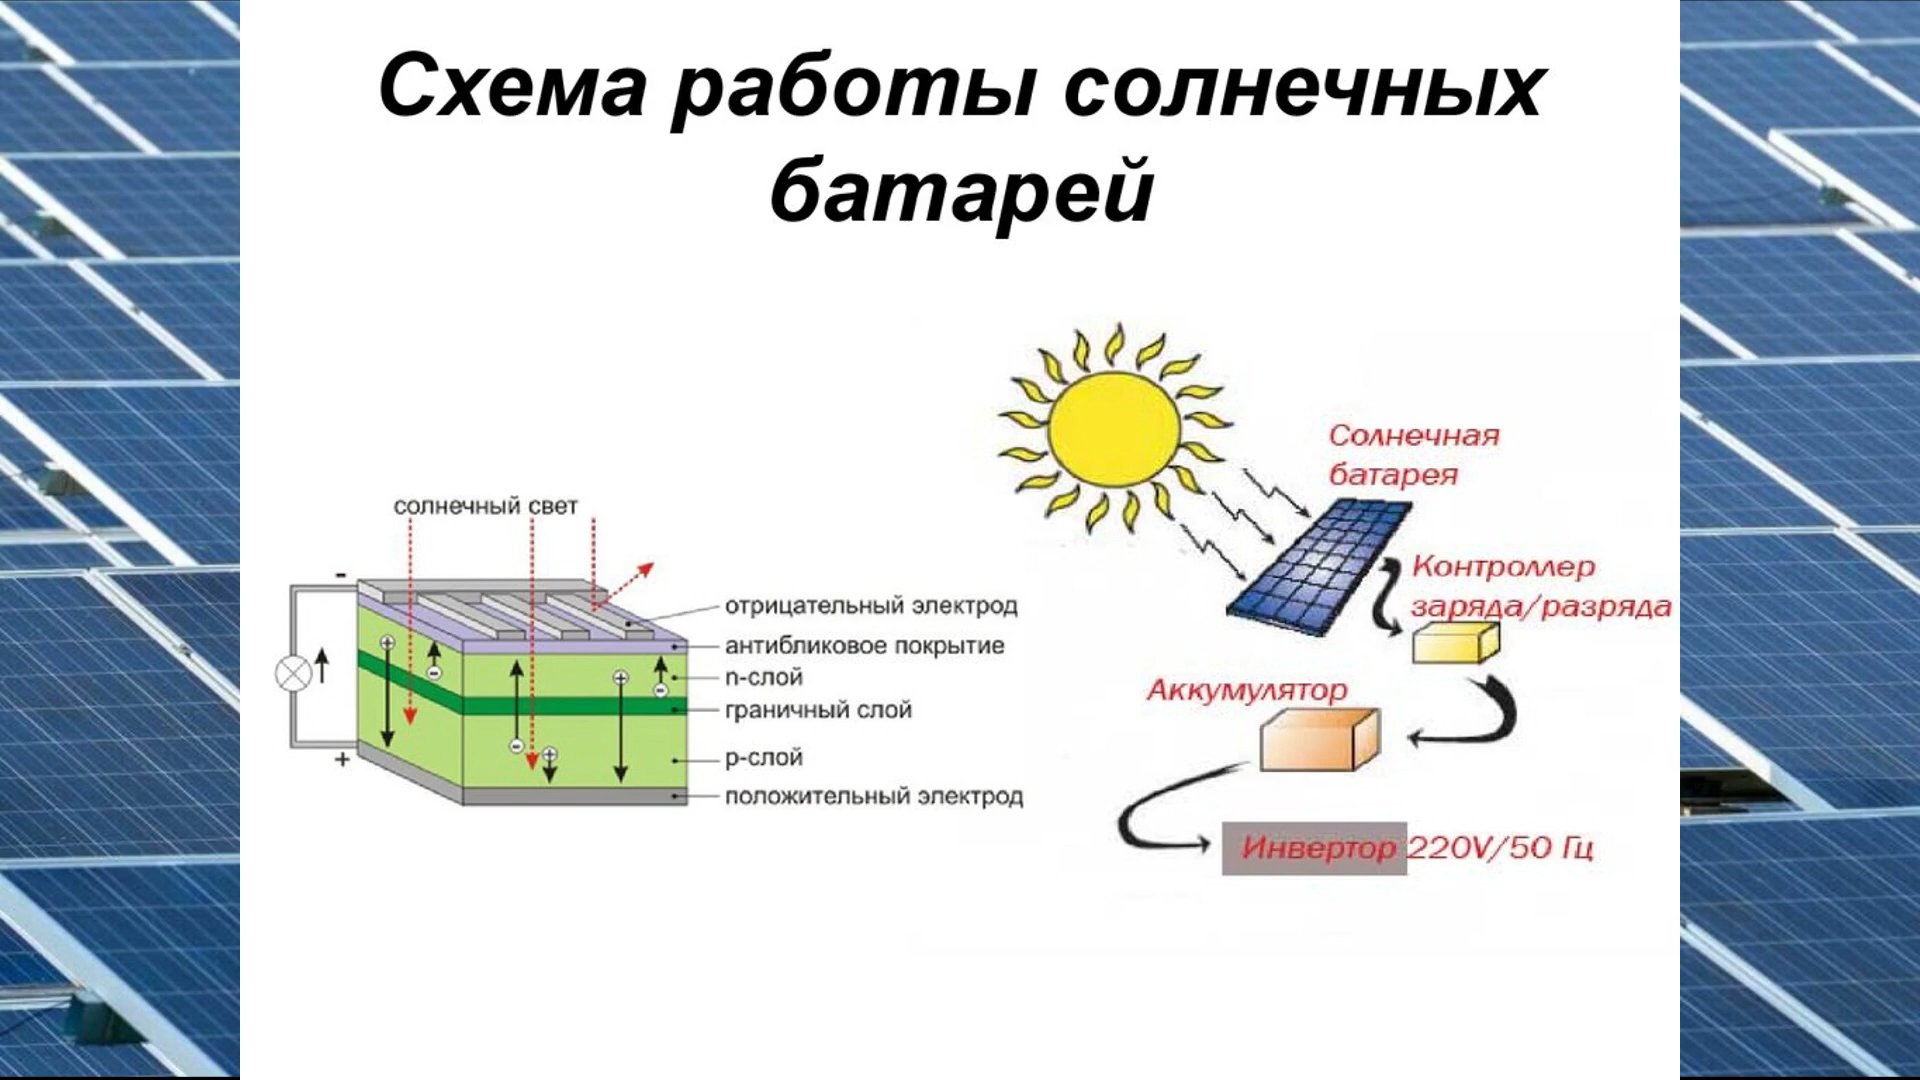 Схема работы солнечных
батарей
солнечный свет
-
+
отрицательный электрод
антибликовое покрытие
n-слой
граничный слой
p-слой
положительный электрод
Солнечная
батарея
Контроллер
заряда/разряда
Аккумулятор
Инвертор 220V/50 Гц